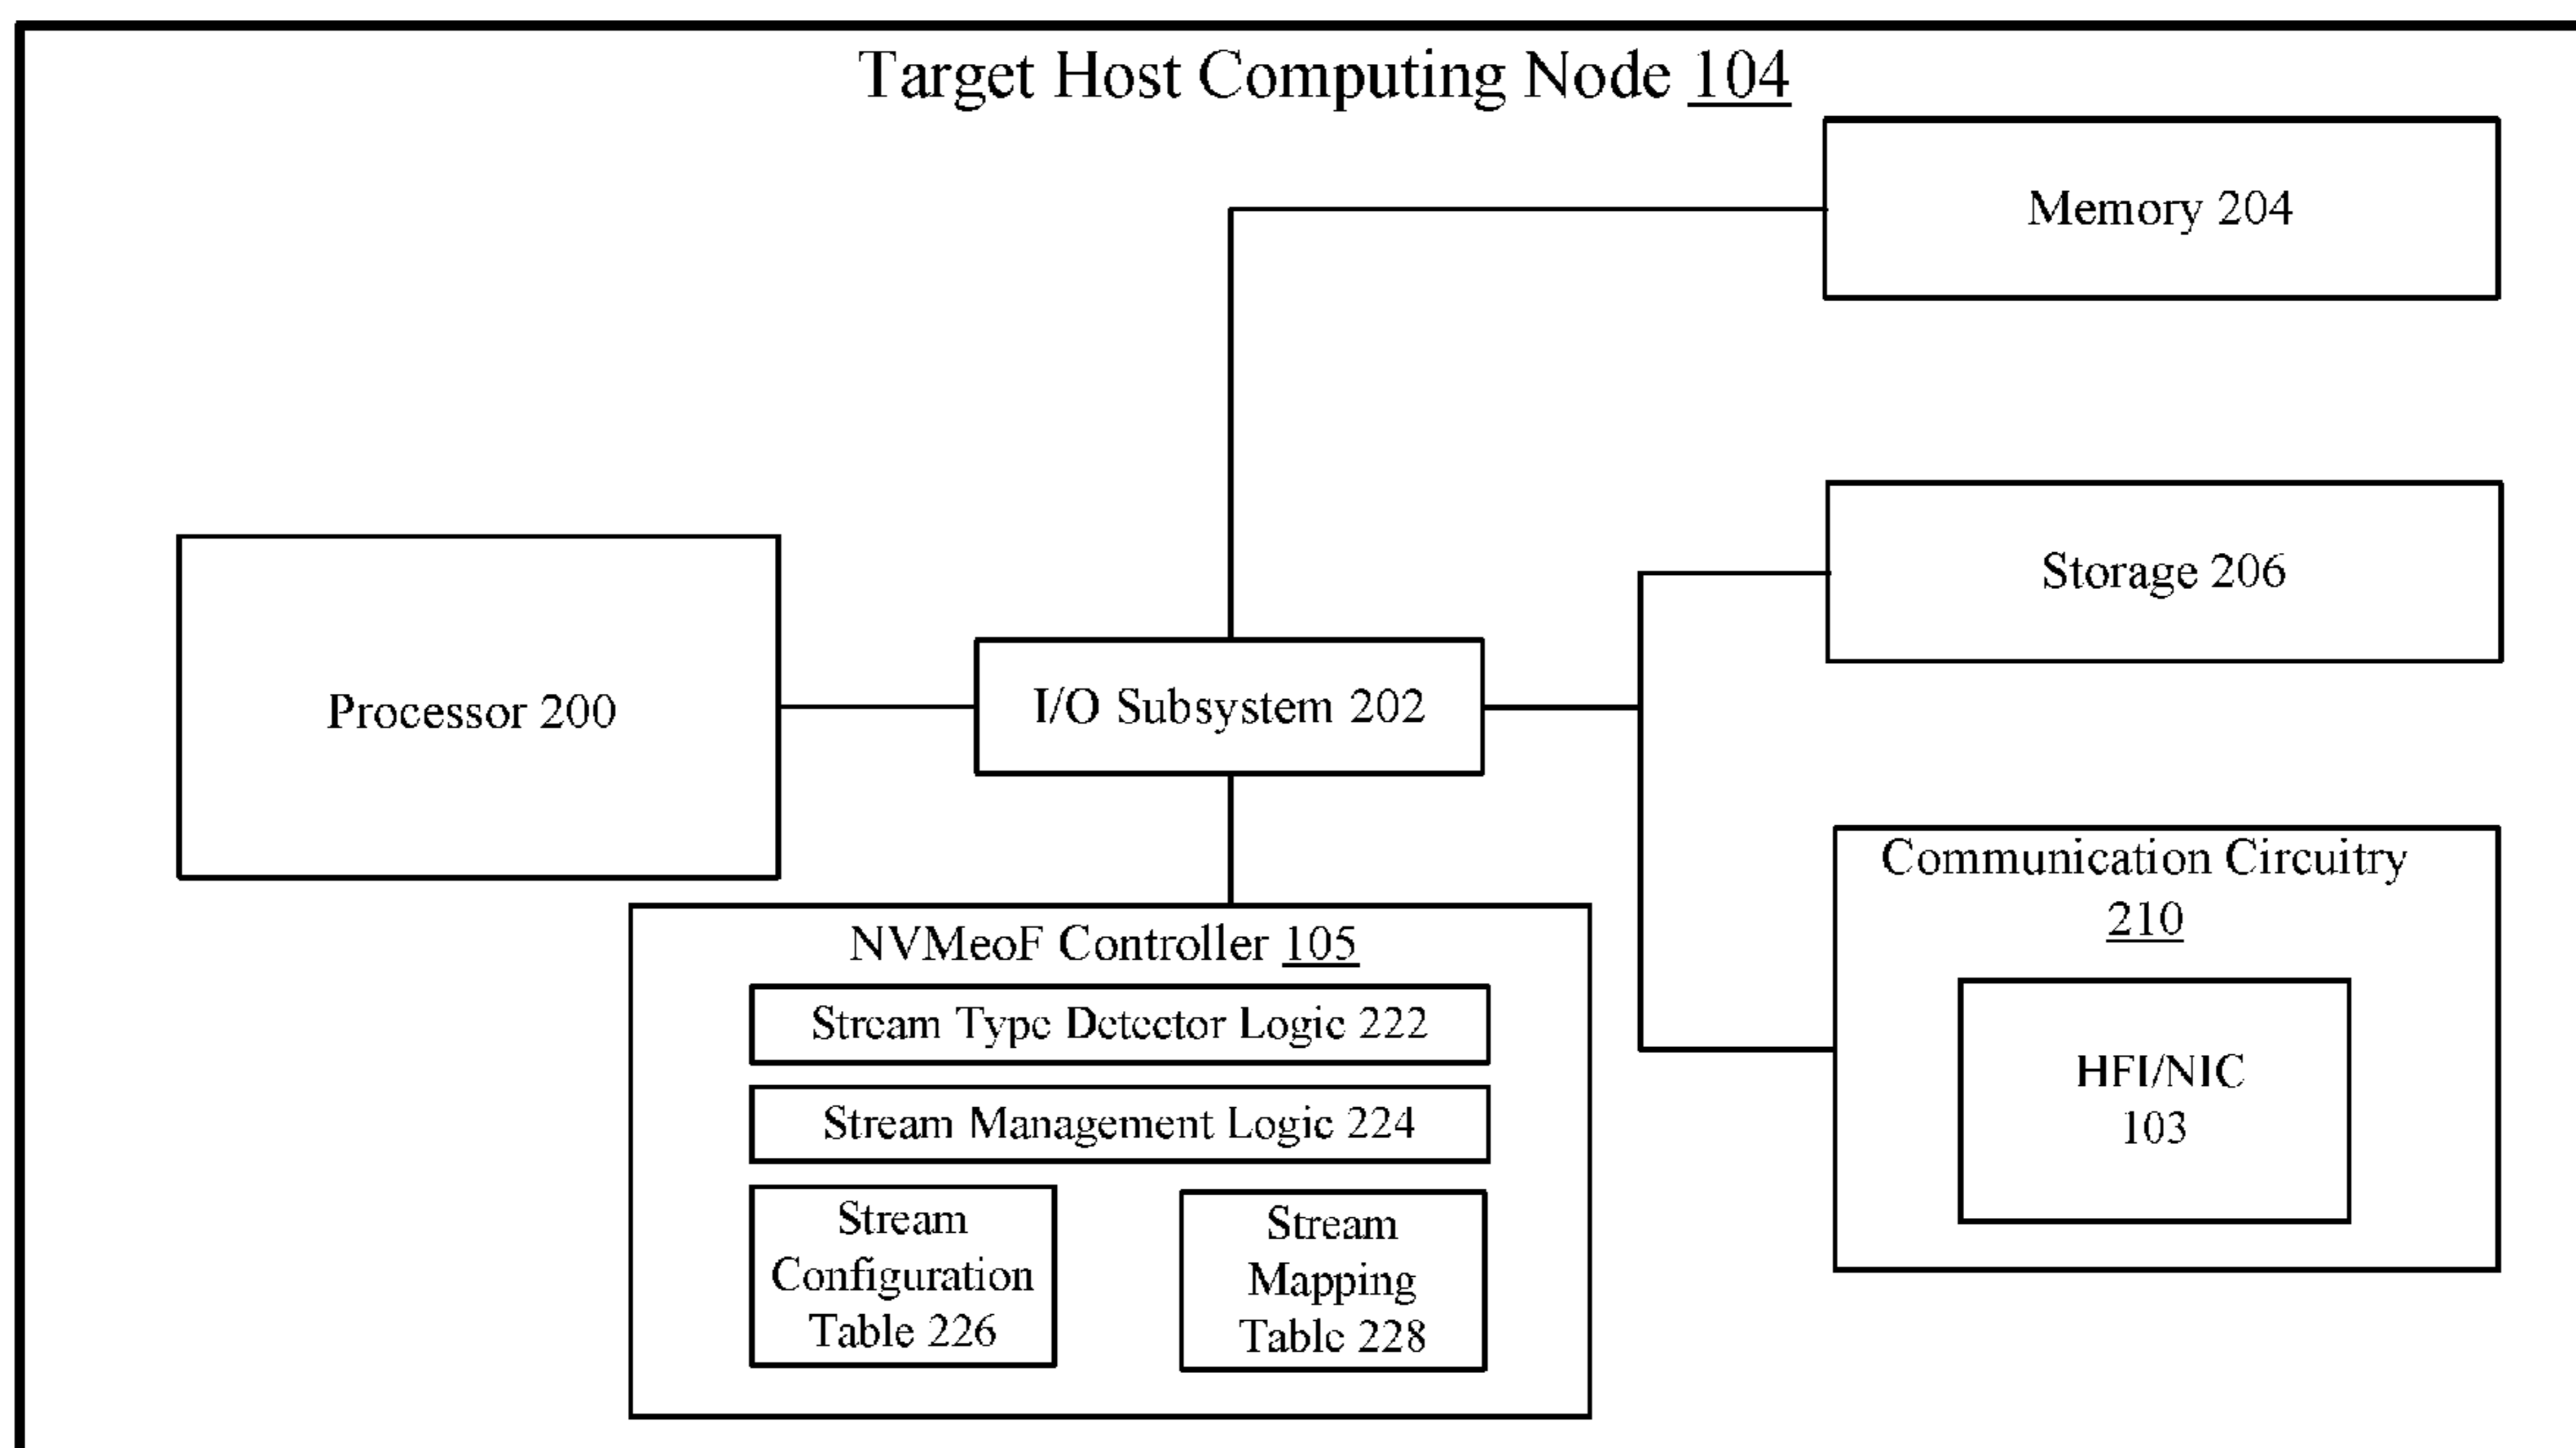 Target Host Computing Node 104
Memory 204
Storage 206
Processor 200
I/O Subsystem 202
Communication Circuitry
210
HFI/NIC
103
NVMeoF Controller 105
Stream Type Detector Logic 222
Stream Management Logic 224
Stream
Configuration
Table 226
Stream
Mapping
Table 228